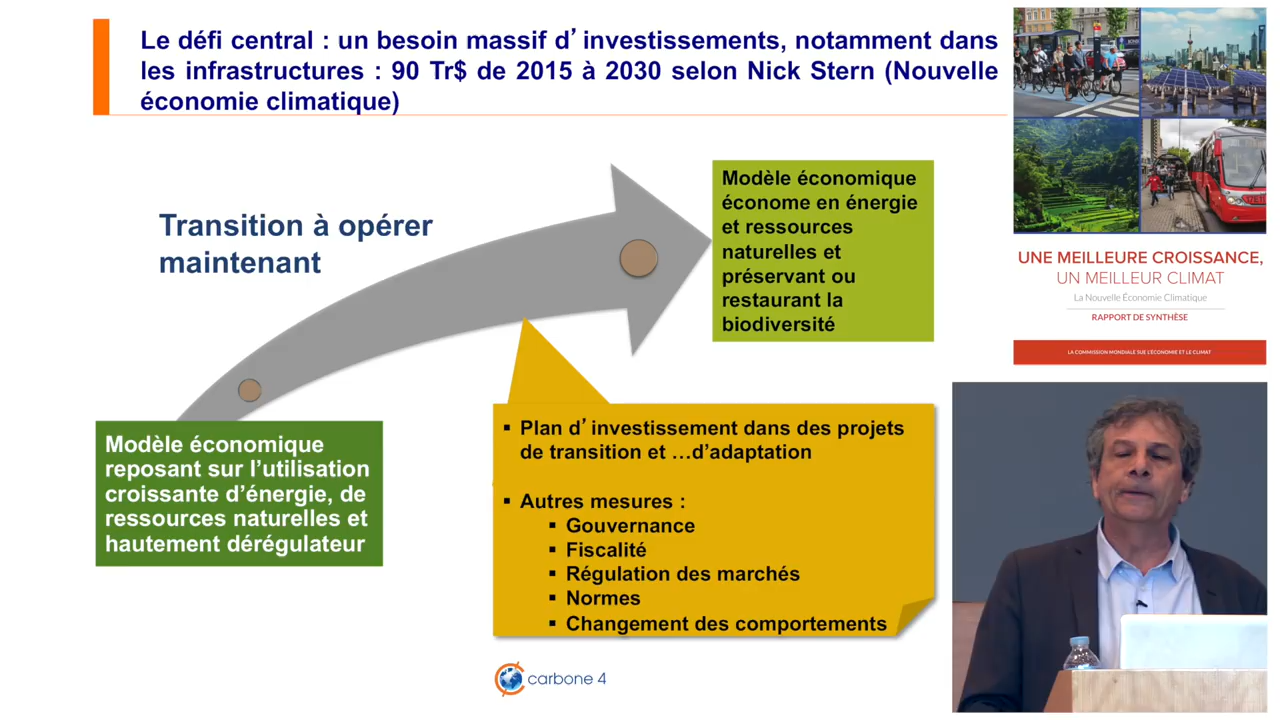 Le défi central : un besoin massif d’investissements, notamment dans
les infrastructures : 90 Tr$ de 2015 à 2030 selon Nick Stern (Nouvelle
économie climatique)
Transition à opérer
maintenant
Modèle économique
économe en énergie
et ressources
naturelles et
préservant ou
restaurant la
biodiversité
Modèle économique
reposant sur l’utilisation
croissante d’énergie, de
ressources naturelles et
hautement dérégulateur
▪ Plan d’investissement dans des projets
de transition et …d’adaptation
▪ Autres mesures :
▪ Gouvernance
▪ Fiscalité
▪ Régulation des marchés
▪ Normes
▪ Changement des comportements
carbone 4
UNE MEILLEURE CROISSANCE,
UN MEILLEUR CLIMAT
La Nouvelle Économie Climatique
RAPPORT DE SYNTHÈSE
LA COMMISSION MONDIALE SUR L’ÉCONOMIE ET LE CLIMAT